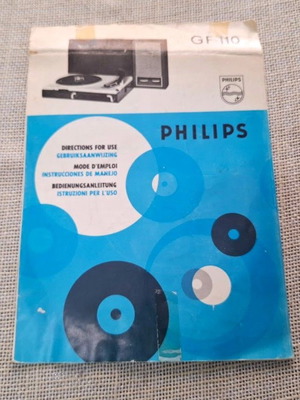 GF 110
PHILIPS
PHILIPS
DIRECTIONS FOR USE
GEBRUIKSAANWIJZING
MODE D'EMPLOI
INSTRUCCIONES DE MANEJO
BEDIENUNGSANLEITUNG
ISTRUZIONI PER L'USO